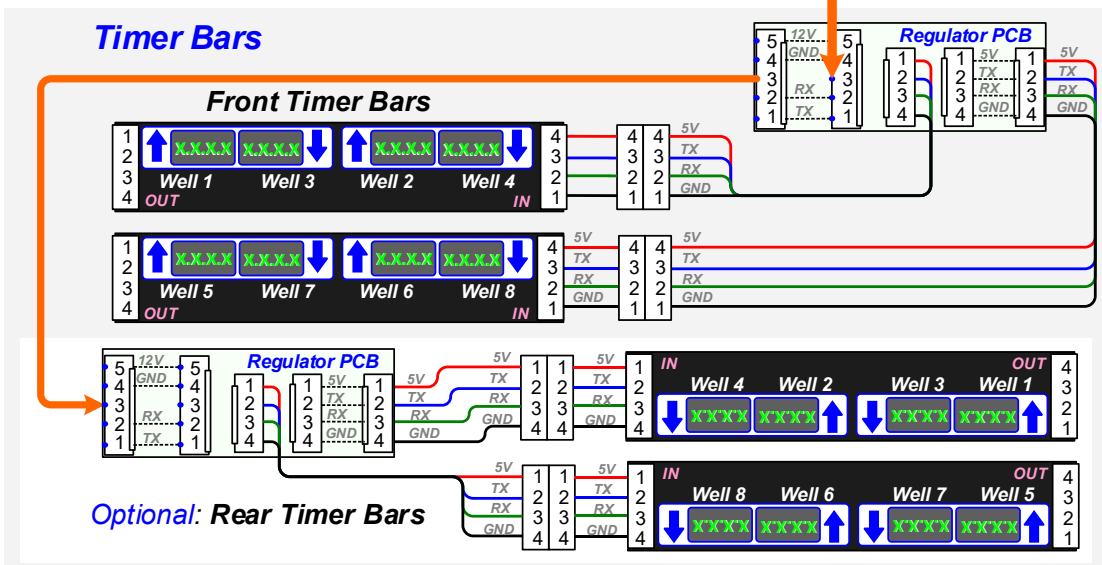 Timer Bars
Regulator PCB
5 12V 5
4 GND 4
3 3
2 RX 2
1 TX 1
1 1 5V 1 5V
2 2 TX 2 TX
3 3 RX 3 RX
4 4 GND 4 GND
Front Timer Bars
1 X.X.X.X X.X.X.X X.X.X.X X.X.X.X 4 4 4 5V
2 3 3 3 TX
3 Well 1 Well 3 Well 2 Well 4 2 2 2 RX
4 OUT IN 1 1 1 GND
1 X.X.X.X X.X.X.X X.X.X.X X.X.X.X 4 5V 4 4 5V
2 3 TX 3 3 TX
3 Well 5 Well 7 Well 6 Well 8 2 RX 2 2 RX
4 OUT IN 1 GND 1 1 GND
Regulator PCB
5 12V 5
4 GND 4
3 3
2 RX 2
1 TX 1
1 1 5V 1 5V
2 2 TX 2 TX
3 3 RX 3 RX
4 4 GND 4 GND
5V 1 1 5V 1 IN OUT 4
TX 2 2 TX 2 Well 4 Well 2 Well 3 Well 1 3
RX 3 3 RX 3 X.X.X.X X.X.X.X X.X.X.X X.X.X.X 2
GND 4 4 GND 4 1
5V 1 1 5V 1 IN OUT 4
TX 2 2 TX 2 Well 8 Well 6 Well 7 Well 5 3
RX 3 3 RX 3 X.X.X.X X.X.X.X X.X.X.X X.X.X.X 2
GND 4 4 GND 4 1
Optional: Rear Timer Bars